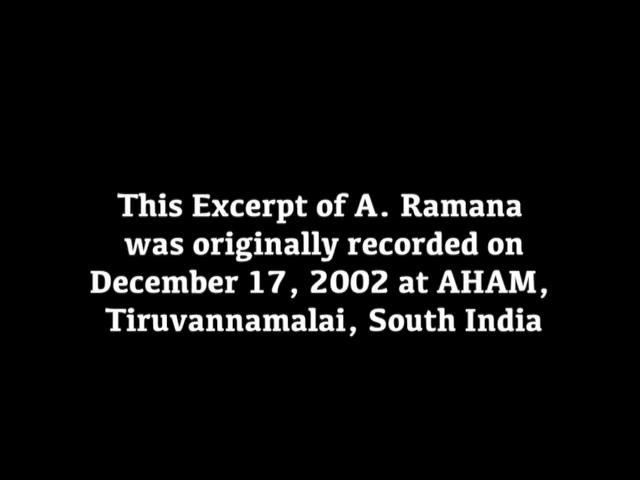 This Excerpt of A. Ramana
was originally recorded on
December 17, 2002 at AHAM,
Tiruvannamalai, South India